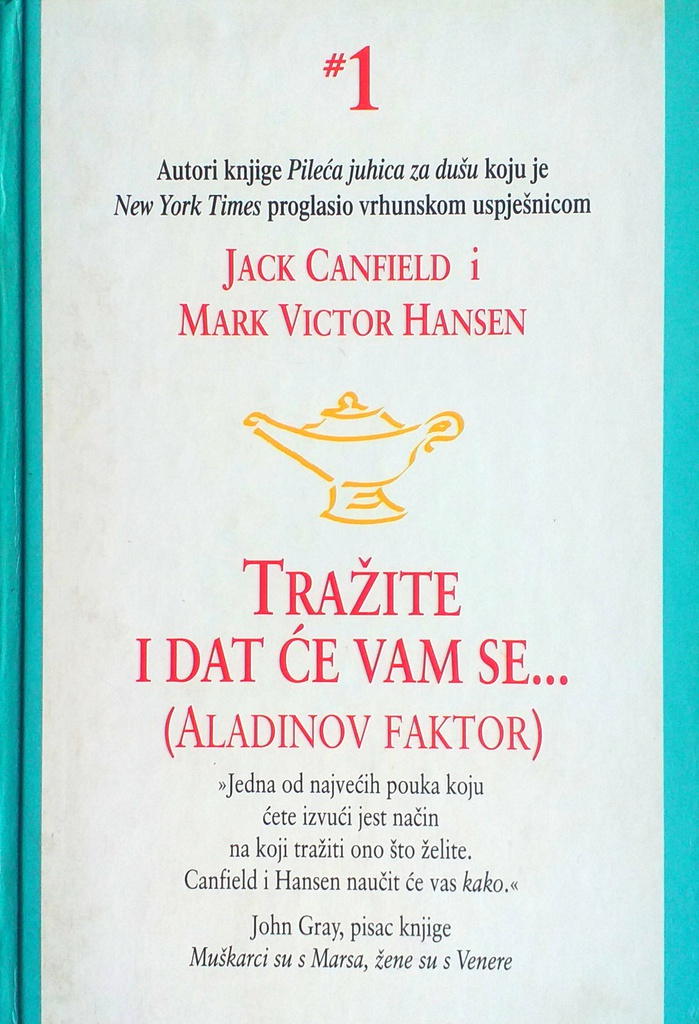 #1
Autori knjige Pileća juhica za dušu koju je
New York Times proglasio vrhunskom uspješnicom
JACK CANFIELD i
MARK VICTOR HANSEN
TRAŽITE
I DAT ĆE VAM SE...
(ALADINOV FAKTOR)
»Jedna od najvećih pouka koju
ćete izvući jest način
na koji tražiti ono što želite.
Canfield i Hansen naučit će vas kako.«
John Gray, pisac knjige
Muškarci su s Marsa, žene su s Venere